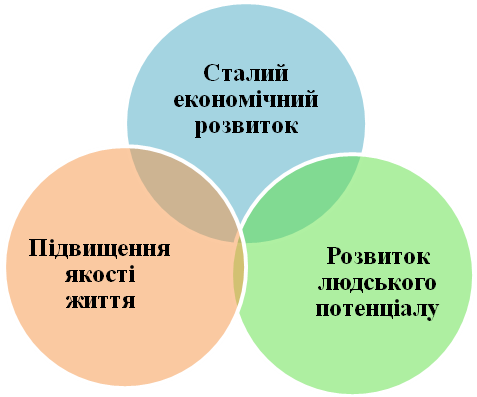 Сталий
економічний
розвиток
Підвищення
якості
життя
Розвиток
людського
потенціалу